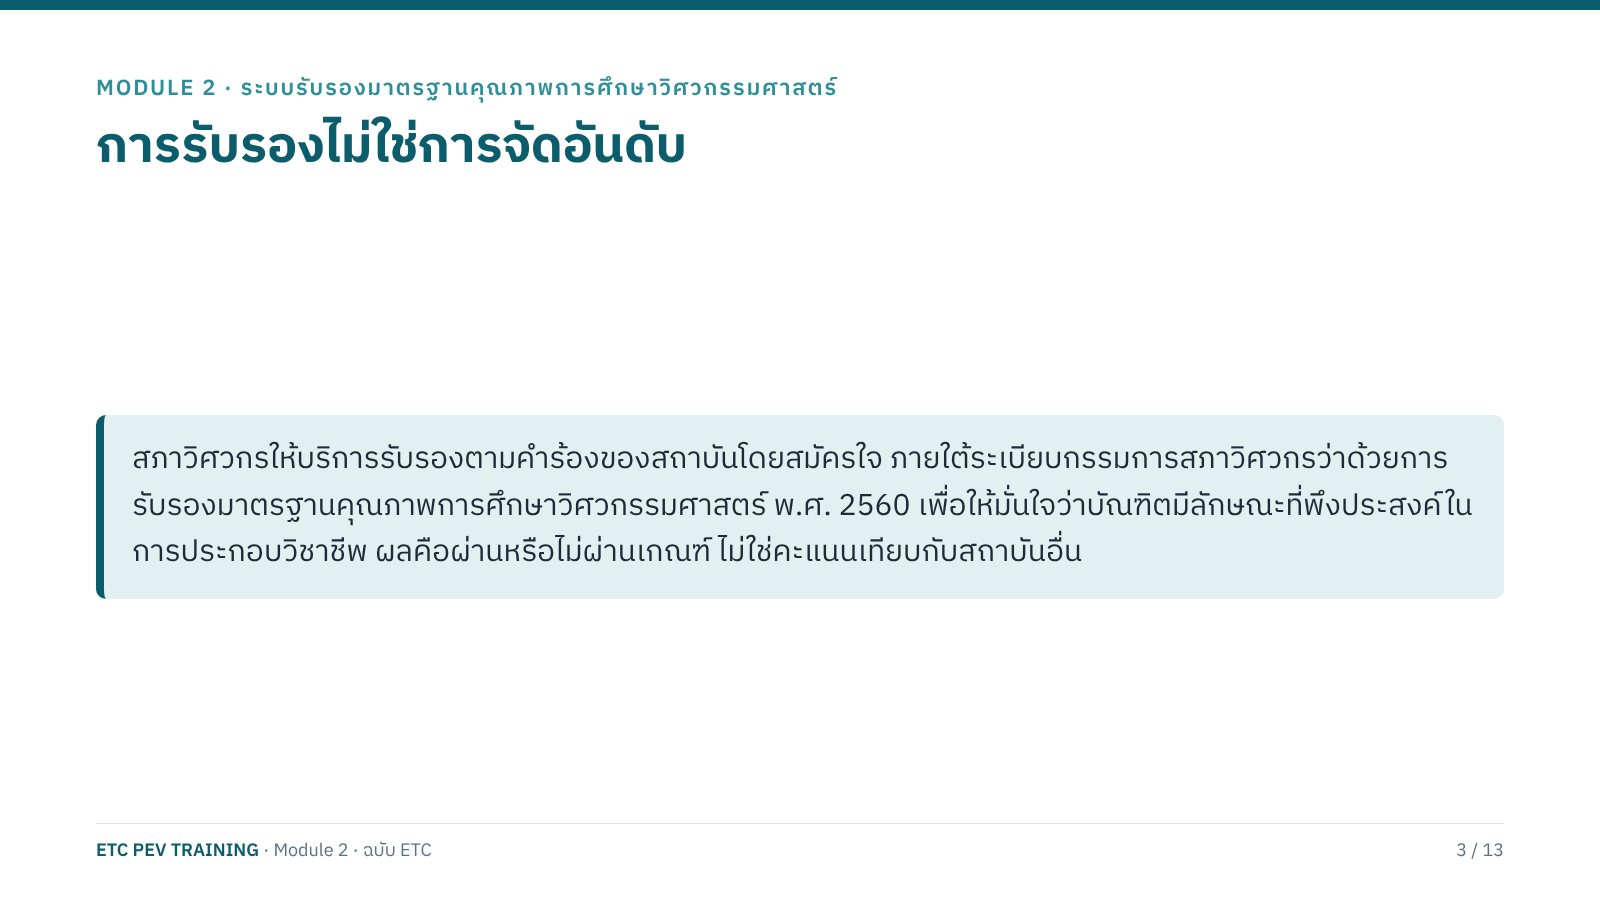 MODULE 2 · ระบบรับรองมาตรฐานคุณภาพการศึกษาวิศวกรรมศาสตร์
การรับรองไม่ใช่การจัดอันดับ
สภาวิศวกรให้บริการรับรองตามคำร้องของสถาบันโดยสมัครใจ ภายใต้ระเบียบกรรมการสภาวิศวกรว่าด้วยการ
รับรองมาตรฐานคุณภาพการศึกษาวิศวกรรมศาสตร์ พ.ศ. 2560 เพื่อให้มั่นใจว่าบัณฑิตมีลักษณะที่พึงประสงค์ใน
การประกอบวิชาชีพ ผลคือผ่านหรือไม่ผ่านเกณฑ์ ไม่ใช่คะแนนเทียบกับสถาบันอื่น
ETC PEV TRAINING · Module 2 · ฉบับ ETC
3 / 13